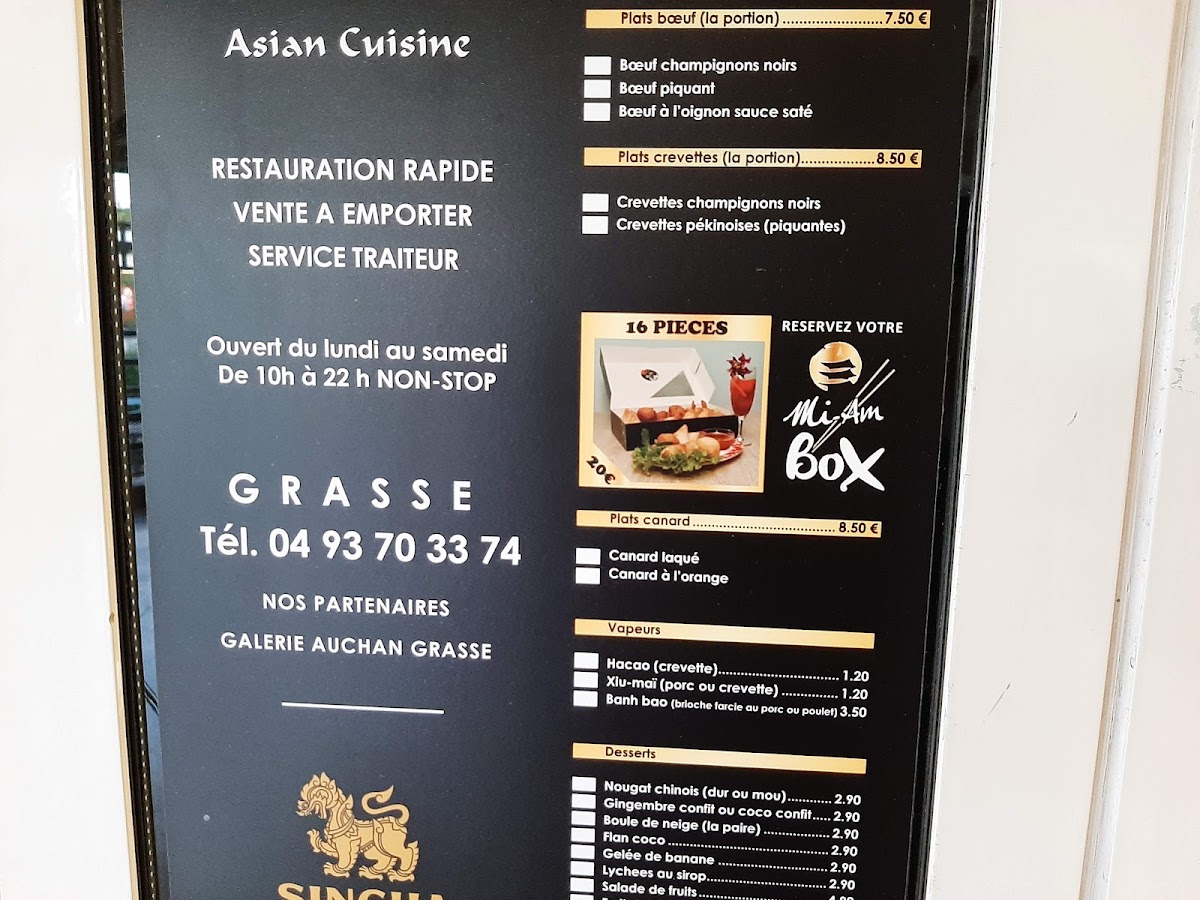 Asian Cuisine
RESTAURATION RAPIDE
VENTE A EMPORTER
SERVICE TRAITEUR
Ouvert du lundi au samedi
De 10h à 22 h NON-STOP
GRASSE
Tél. 04 93 70 33 74
NOS PARTENAIRES
GALERIE AUCHAN GRASSE
Plats bœuf (la portion)........................7.50 €
Bœuf champignons noirs
Bœuf piquant
Bœuf à l'oignon sauce saté
Plats crevettes (la portion)..................8.50 €
Crevettes champignons noirs
Crevettes pékinoises (piquantes)
16 PIECES
20€
RESERVEZ VOTRE
Mi-Am
Box
Plats canard.................................. 8.50 €
Canard laqué
Canard à l'orange
Vapeurs
Hacao (crevette)............................... 1.20
Xiu-maï (porc ou crevette) .............. 1.20
Banh bao (brioche farcie au porc ou poulet) 3.50
Desserts
Nougat chinois (dur ou mou)........... 2.90
Gingembre confit ou coco confit..... 2.90
Boule de neige (la paire) ................. 2.90
Flan coco ......................................... 2.90
Gelée de banane ............................ 2.90
Lychees au sirop............................... 2.90
Salade de fruits